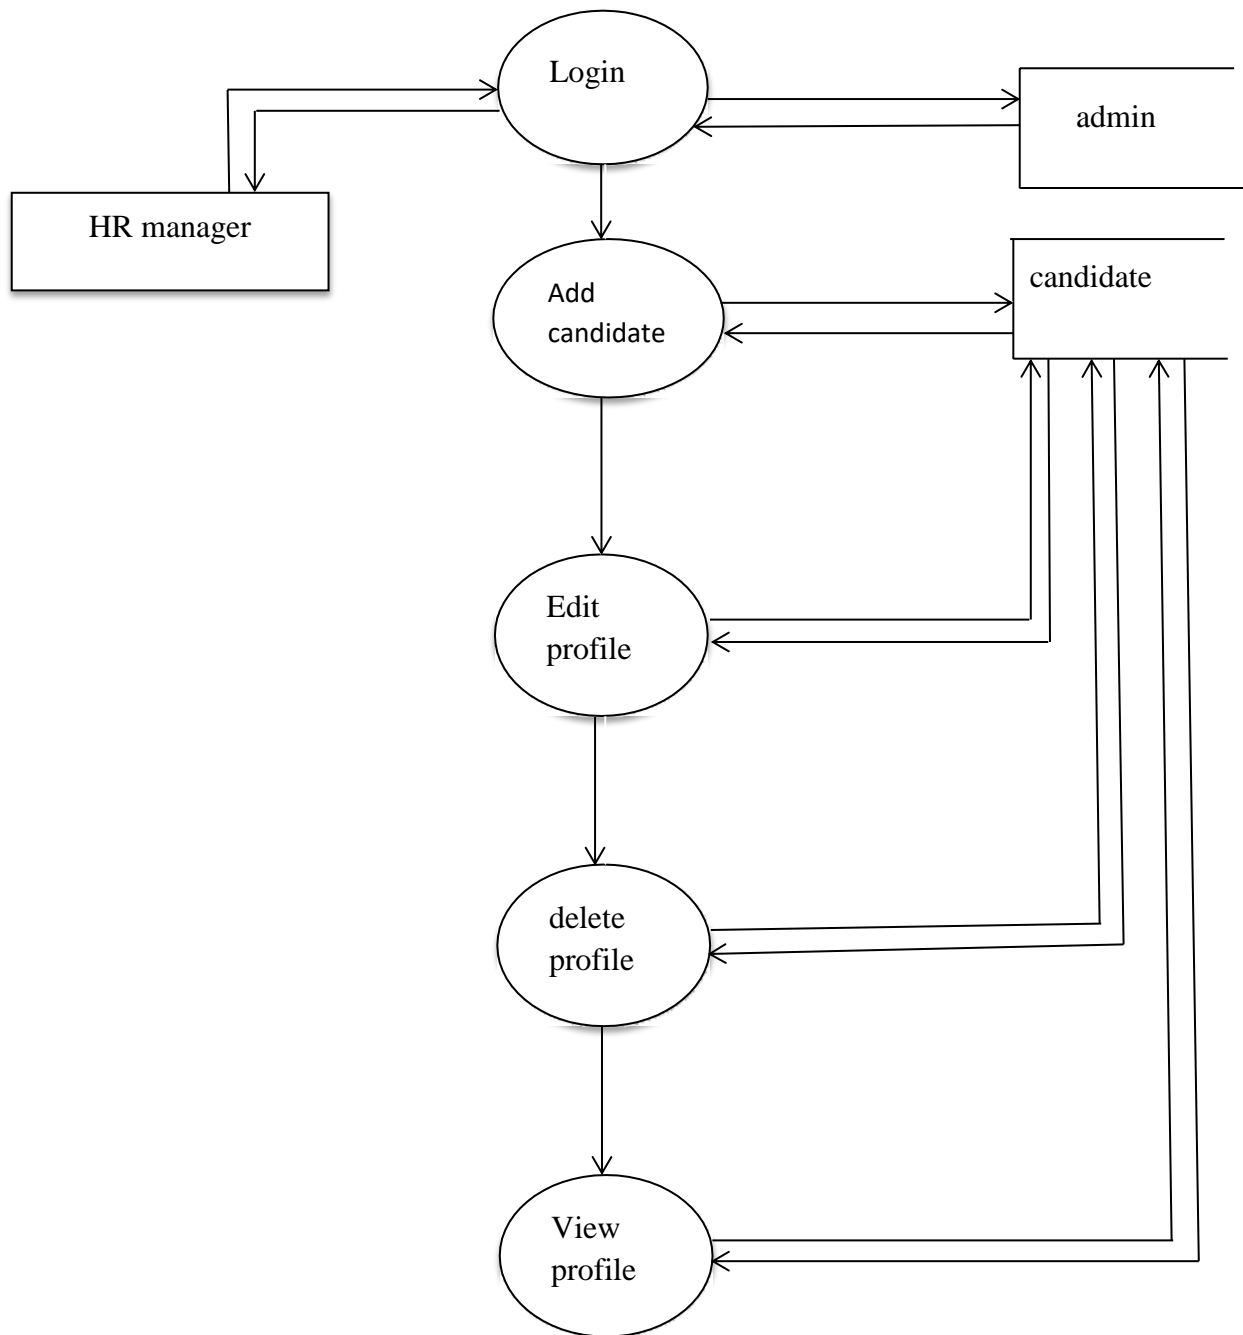 Login
admin
HR manager
candidate
Add
candidate
Edit
profile
delete
profile
View
profile